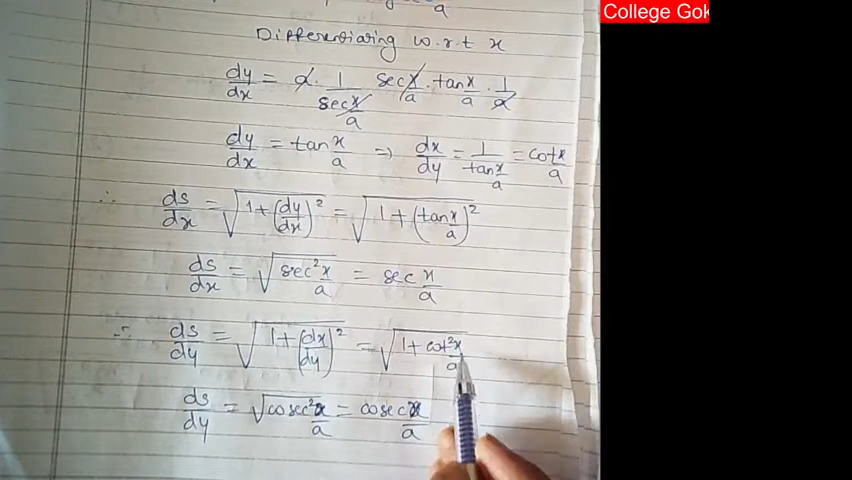 a
College Gok
Differentiating w.r.t x
dy/dx = a · 1/(sec x/a) sec x/a · tan x/a · 1/a
dy/dx = tan x/a ⇒ dx/dy = 1/(tan x/a) = cot x/a
∴ ds/dx = √(1 + (dy/dx)²) = √(1 + (tan x/a)²)
ds/dx = √(sec² x/a) = sec x/a
∴ ds/dy = √(1 + (dx/dy)²) = √(1 + cot² x/a)
ds/dy = √(cosec² x/a) = cosec x/a